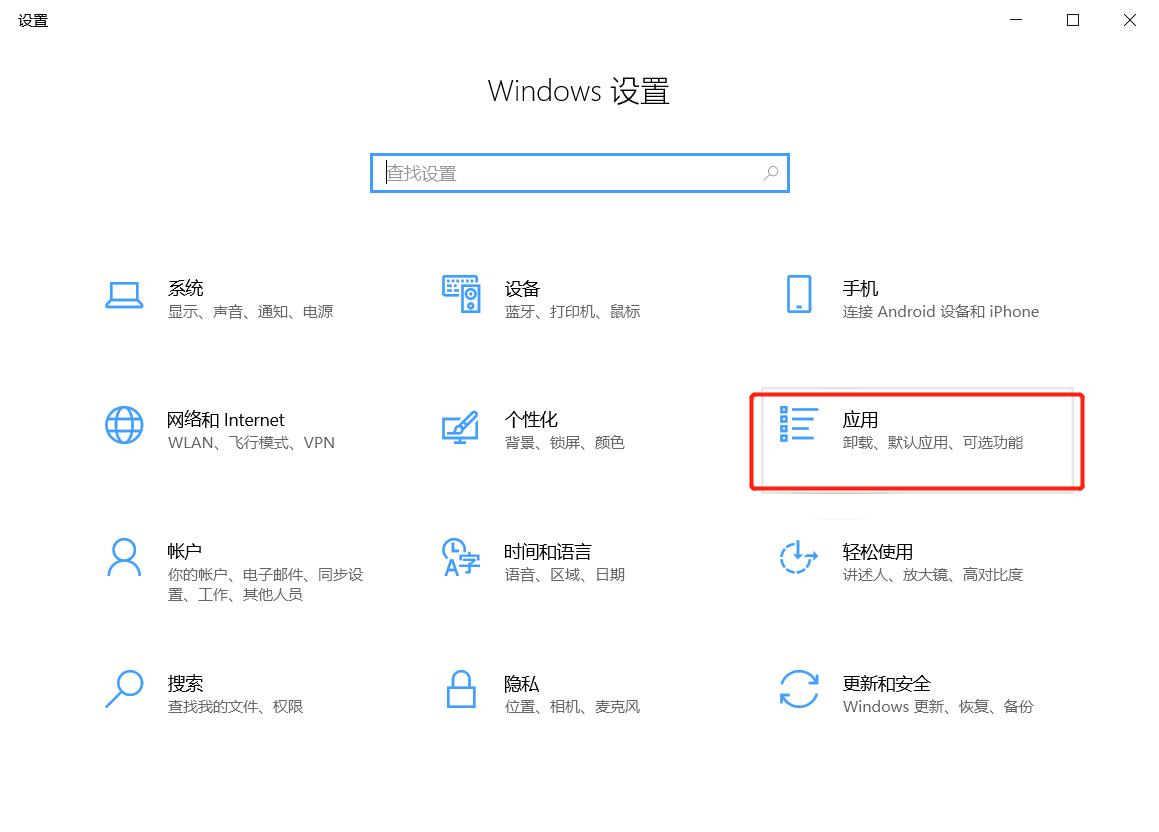 设置
Windows 设置
查找设置
系统
显示、声音、通知、电源
设备
蓝牙、打印机、鼠标
手机
连接 Android 设备和 iPhone
网络和 Internet
WLAN、飞行模式、VPN
个性化
背景、锁屏、颜色
应用
卸载、默认应用、可选功能
帐户
你的帐户、电子邮件、同步设
置、工作、其他人员
时间和语言
语音、区域、日期
轻松使用
讲述人、放大镜、高对比度
搜索
查找我的文件、权限
隐私
位置、相机、麦克风
更新和安全
Windows 更新、恢复、备份